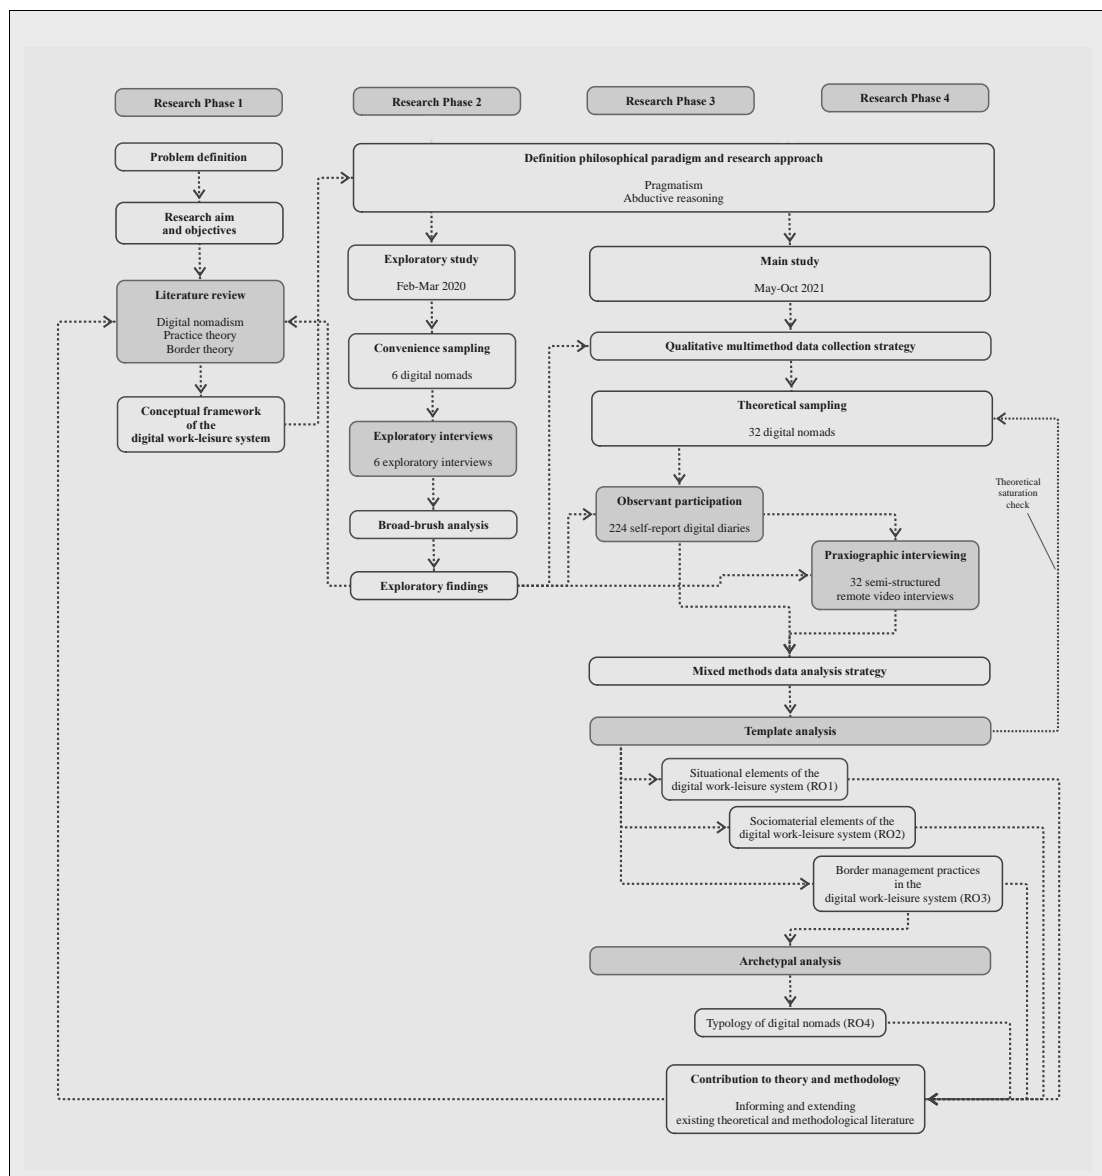 Research Phase 1
Research Phase 2
Research Phase 3
Research Phase 4
Problem definition
Research aim
and objectives
Literature review
Digital nomadism
Practice theory
Border theory
Conceptual framework
of the
digital work-leisure system
Definition philosophical paradigm and research approach
Pragmatism
Abductive reasoning
Exploratory study
Feb-Mar 2020
Convenience sampling
6 digital nomads
Exploratory interviews
6 exploratory interviews
Broad-brush analysis
Exploratory findings
Main study
May-Oct 2021
Qualitative multimethod data collection strategy
Theoretical sampling
32 digital nomads
Theoretical
saturation
check
Observant participation
224 self-report digital diaries
Praxiographic interviewing
32 semi-structured
remote video interviews
Mixed methods data analysis strategy
Template analysis
Situational elements of the
digital work-leisure system (RO1)
Sociomaterial elements of the
digital work-leisure system (RO2)
Border management practices
in the
digital work-leisure system (RO3)
Archetypal analysis
Typology of digital nomads (RO4)
Contribution to theory and methodology
Informing and extending
existing theoretical and methodological literature